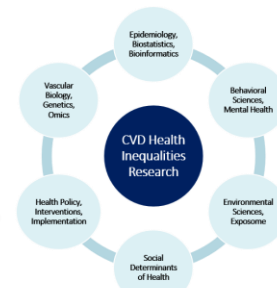 Epidemiology,
Biostatistics,
Bioinformatics
Vascular
Biology,
Genetics,
Omics
Behavioral
Sciences,
Mental Health
CVD Health
Inequalities
Research
Health Policy,
Interventions,
Implementation
Environmental
Sciences,
Exposome
Social
Determinants
of Health